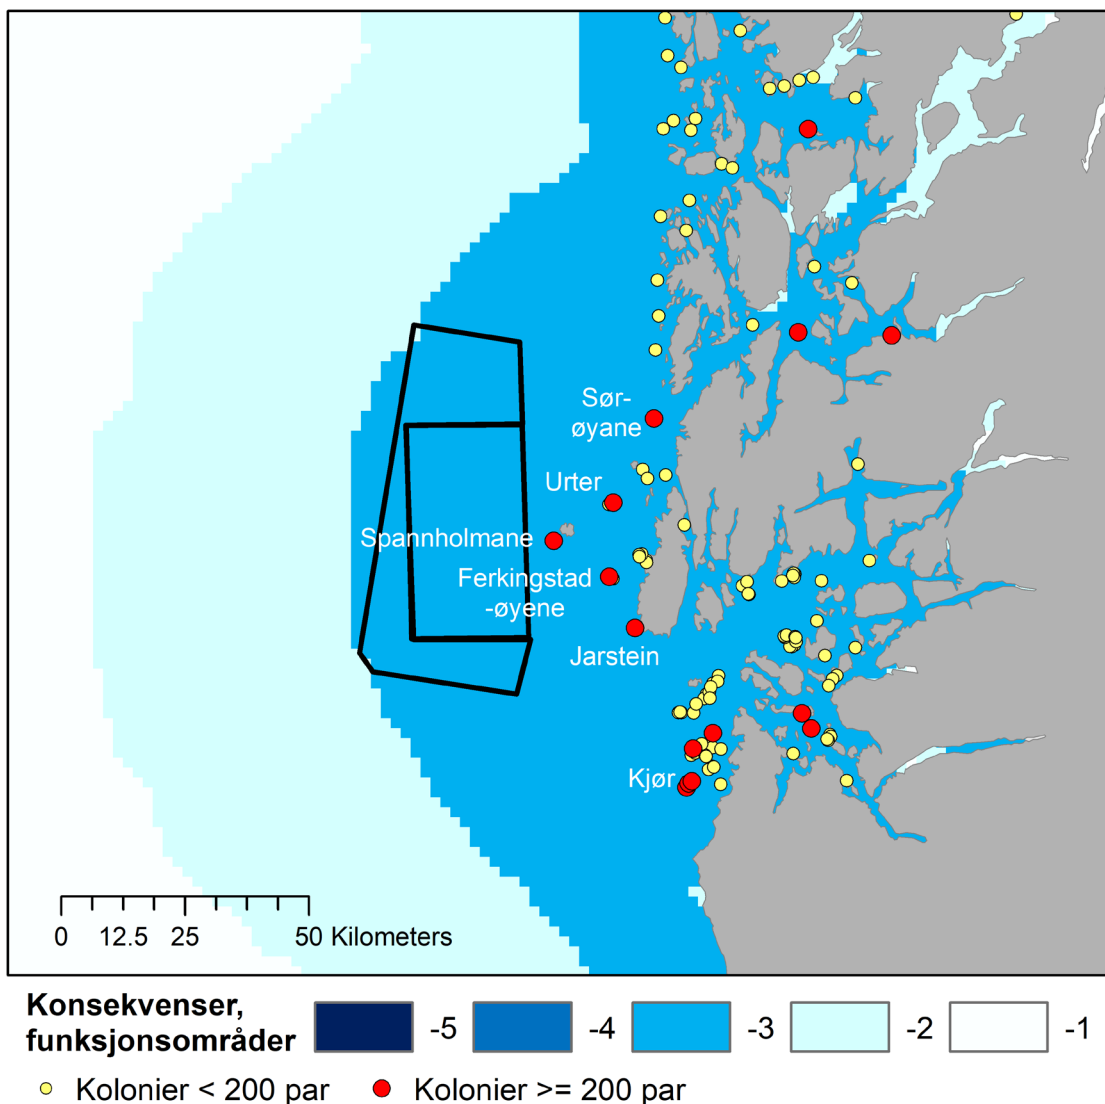 Sør-
øyane
Urter
Spannholmane
Ferkingstad
-øyene
Jarstein
Kjør
0 12.5 25 50 Kilometers
Konsekvenser,
funksjonsområder
-5 -4 -3 -2 -1
Kolonier < 200 par Kolonier >= 200 par